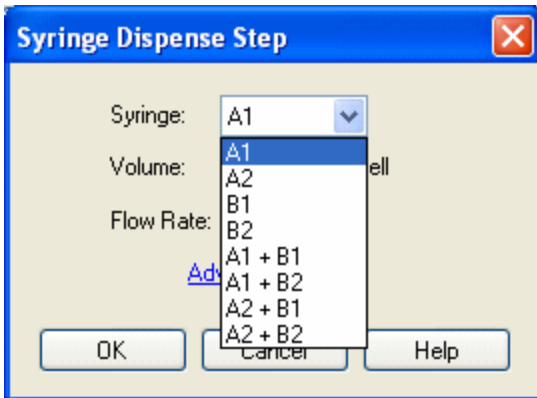 Syringe Dispense Step
Syringe: A1
A1
Volume: ell
A2
B1
Flow Rate:
B2
A1 + B1
A1 + B2
A2 + B1
A2 + B2
OK Cancel Help